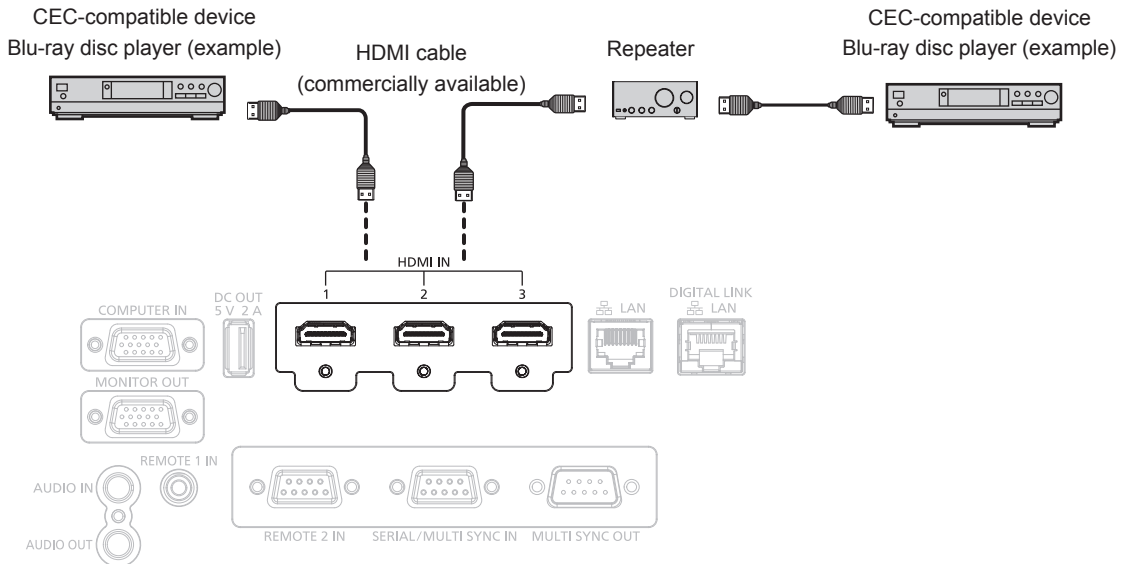 CEC-compatible device
Blu-ray disc player (example)
HDMI cable
(commercially available)
Repeater
CEC-compatible device
Blu-ray disc player (example)
HDMI IN
1 2 3
COMPUTER IN
DC OUT
5 V 2 A
LAN
DIGITAL LINK
LAN
MONITOR OUT
REMOTE 1 IN
AUDIO IN
AUDIO OUT
REMOTE 2 IN
SERIAL/MULTI SYNC IN
MULTI SYNC OUT